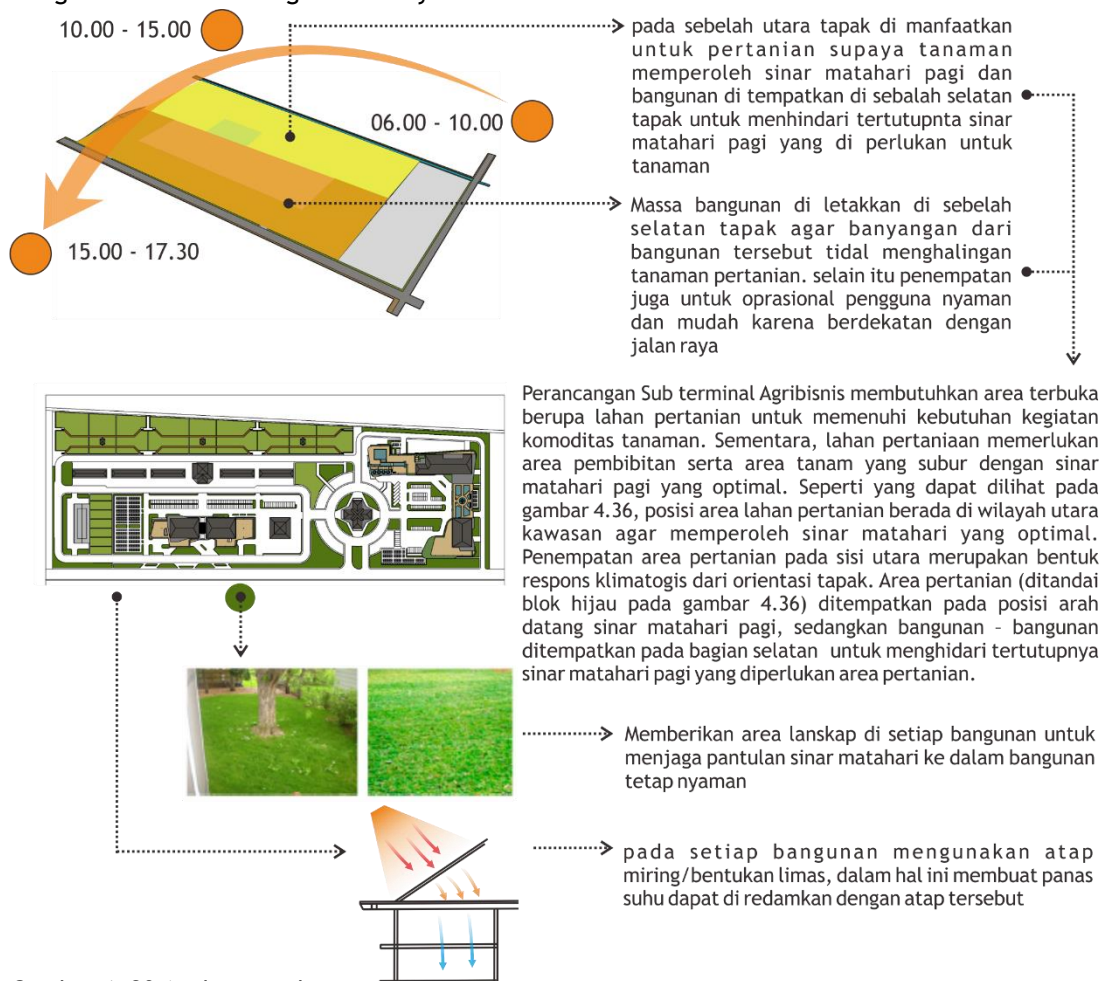 10.00 - 15.00
06.00 - 10.00
15.00 - 17.30
pada sebelah utara tapak di manfaatkan
untuk pertanian supaya tanaman
memperoleh sinar matahari pagi dan
bangunan di tempatkan di sebalah selatan
tapak untuk menhindari tertutupnta sinar
matahari pagi yang di perlukan untuk
tanaman
Massa bangunan di letakkan di sebelah
selatan tapak agar banyangan dari
bangunan tersebut tidal menghalingan
tanaman pertanian. selain itu penempatan
juga untuk oprasional pengguna nyaman
dan mudah karena berdekatan dengan
jalan raya
Perancangan Sub terminal Agribisnis membutuhkan area terbuka
berupa lahan pertanian untuk memenuhi kebutuhan kegiatan
komoditas tanaman. Sementara, lahan pertaniaan memerlukan
area pembibitan serta area tanam yang subur dengan sinar
matahari pagi yang optimal. Seperti yang dapat dilihat pada
gambar 4.36, posisi area lahan pertanian berada di wilayah utara
kawasan agar memperoleh sinar matahari yang optimal.
Penempatan area pertanian pada sisi utara merupakan bentuk
respons klimatogis dari orientasi tapak. Area pertanian (ditandai
blok hijau pada gambar 4.36) ditempatkan pada posisi arah
datang sinar matahari pagi, sedangkan bangunan - bangunan
ditempatkan pada bagian selatan untuk menghidari tertutupnya
sinar matahari pagi yang diperlukan area pertanian.
Memberikan area lanskap di setiap bangunan untuk
menjaga pantulan sinar matahari ke dalam bangunan
tetap nyaman
pada setiap bangunan mengunakan atap
miring/bentukan limas, dalam hal ini membuat panas
suhu dapat di redamkan dengan atap tersebut